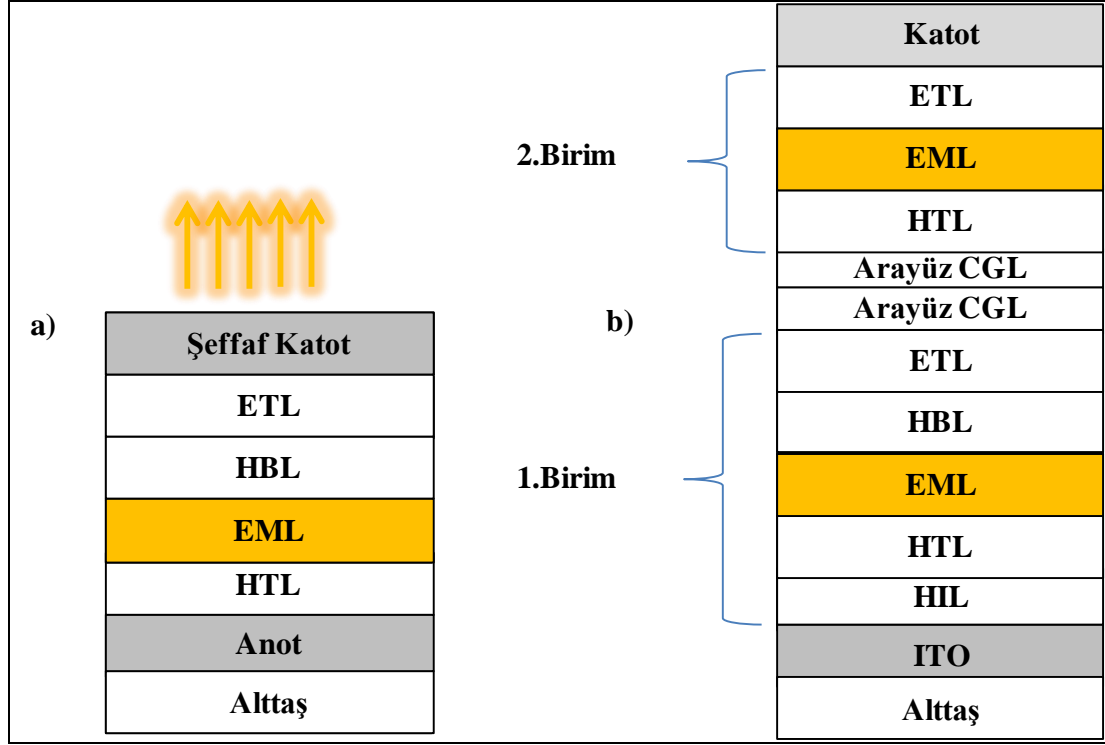 a)
Şeffaf Katot
ETL
HBL
EML
HTL
Anot
Alttaş
b)
2.Birim
1.Birim
Katot
ETL
EML
HTL
Arayüz CGL
Arayüz CGL
ETL
HBL
EML
HTL
HIL
ITO
Alttaş